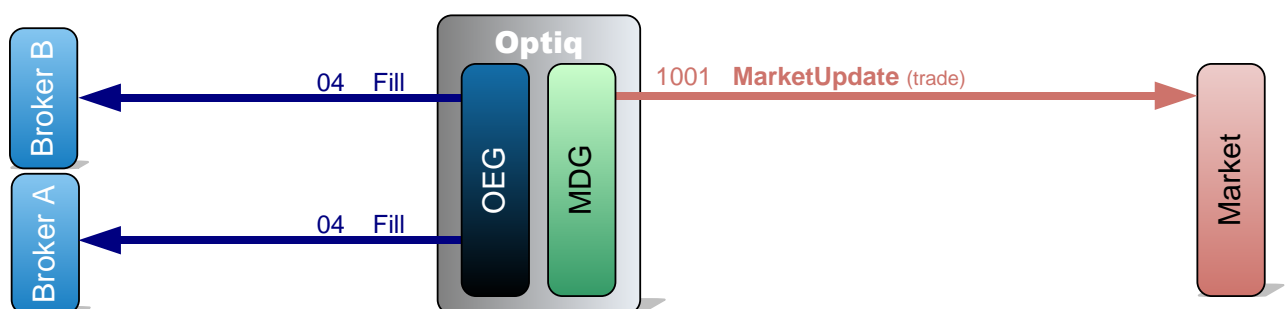 Optiq
Broker B
04 Fill
1001 MarketUpdate (trade)
OEG
MDG
Market
Broker A
04 Fill